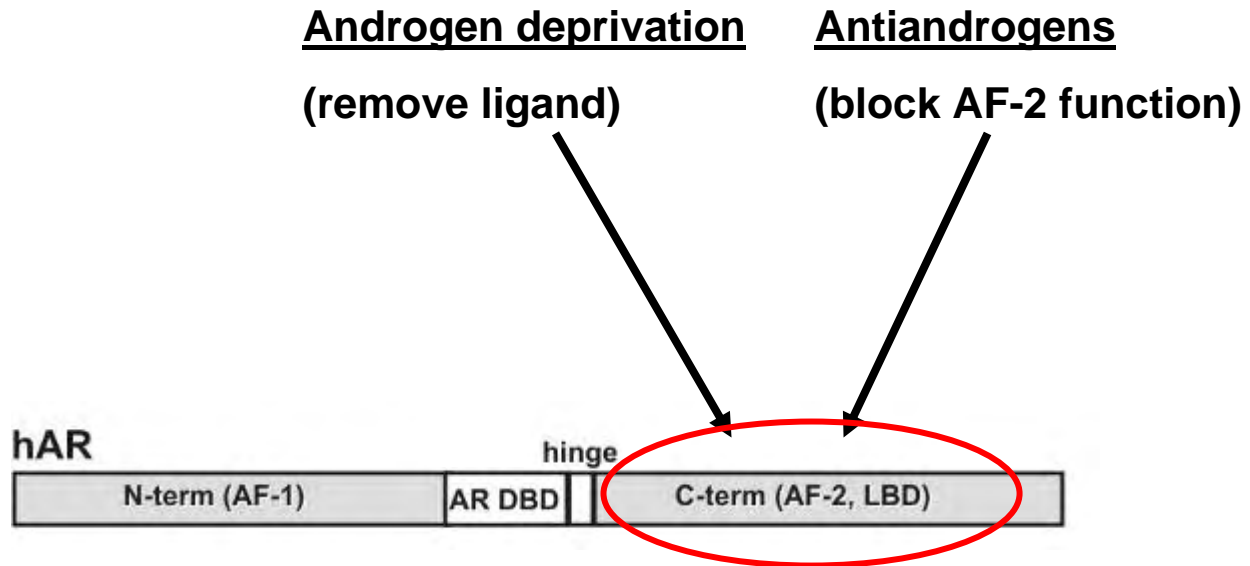 Androgen deprivation Antiandrogens
(remove ligand) (block AF-2 function)
hAR
hinge
N-term (AF-1) AR DBD C-term (AF-2, LBD)